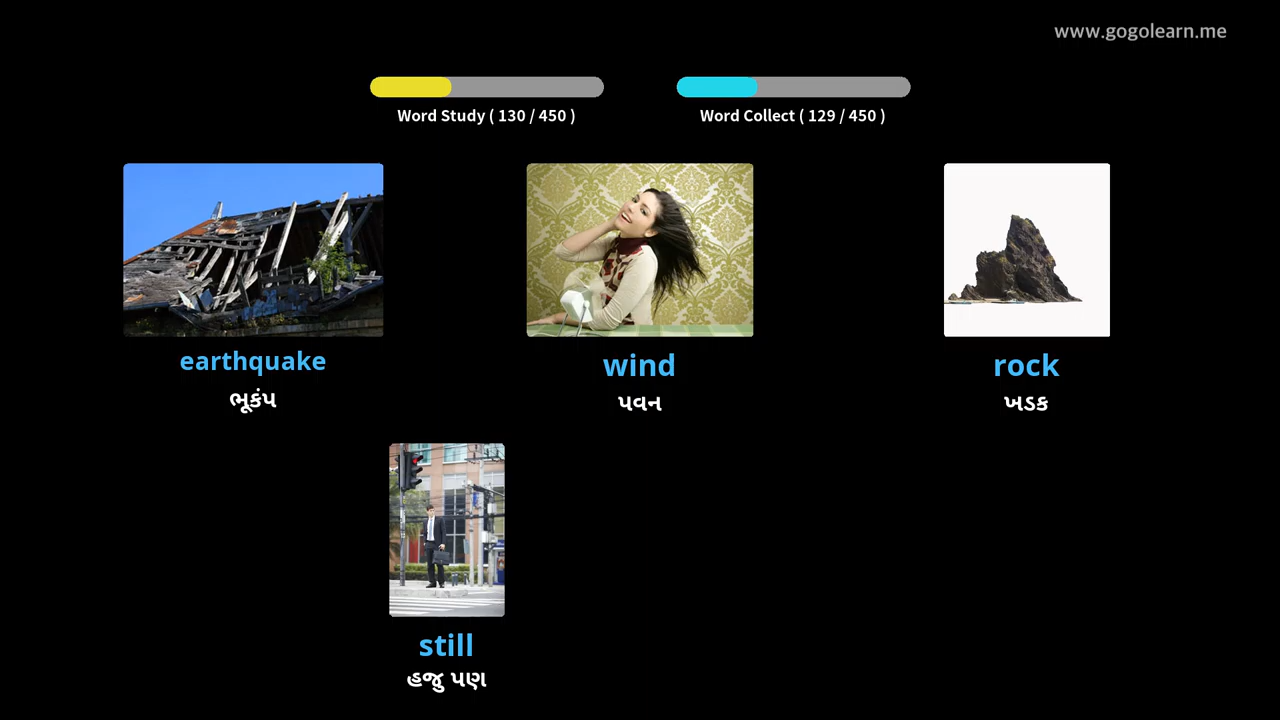 www.gogolearn.me
Word Study ( 130 / 450 )
Word Collect ( 129 / 450 )
earthquake
ભૂકંપ
wind
પવન
rock
ખડક
still
હજુ પણ